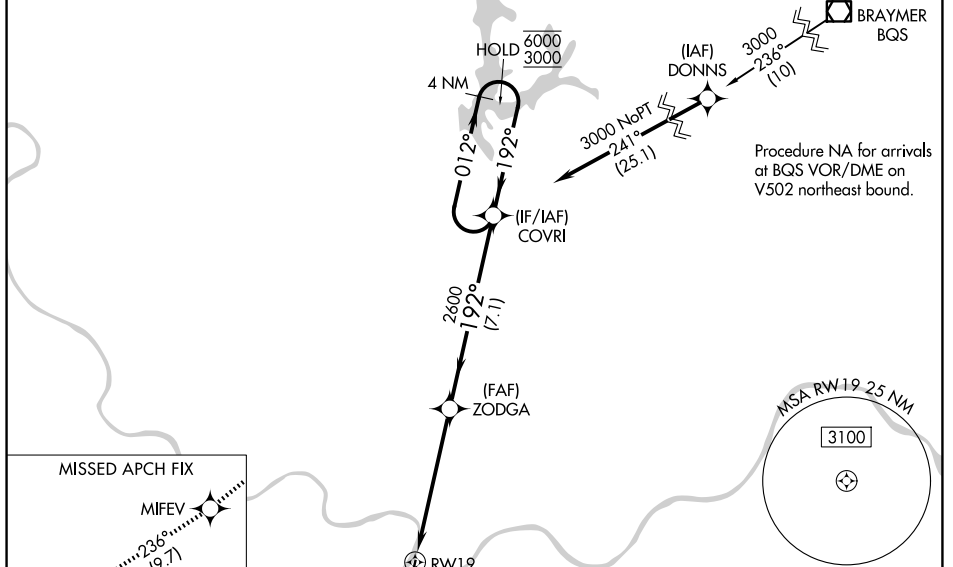 BRAYMER
BQS
3000
236°
(10)
(IAF)
DONNS
HOLD 6000
3000
4 NM
012°
192°
3000 NoPT
241°
(25.1)
Procedure NA for arrivals
at BQS VOR/DME on
V502 northeast bound.
(IF/IAF)
COVRI
2600
192°
(7.1)
(FAF)
ZODGA
MSA RW19 25 NM
3100
MISSED APCH FIX
MIFEV
236°
(9.7)
RW19